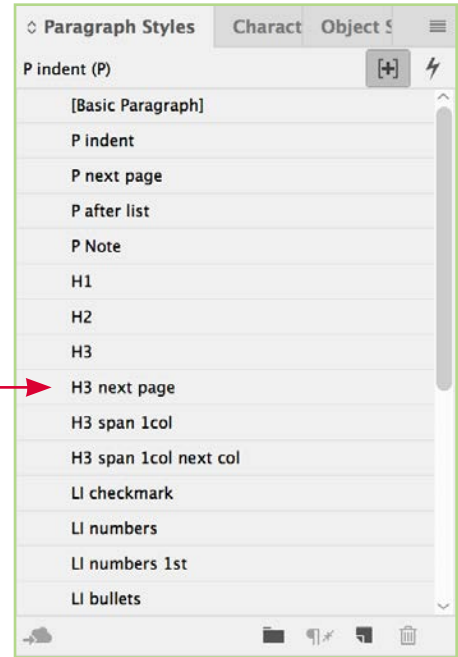 Paragraph Styles Charact Object S
P indent (P) [+]
[Basic Paragraph]
P indent
P next page
P after list
P Note
H1
H2
H3
H3 next page
H3 span 1col
H3 span 1col next col
LI checkmark
LI numbers
LI numbers 1st
LI bullets